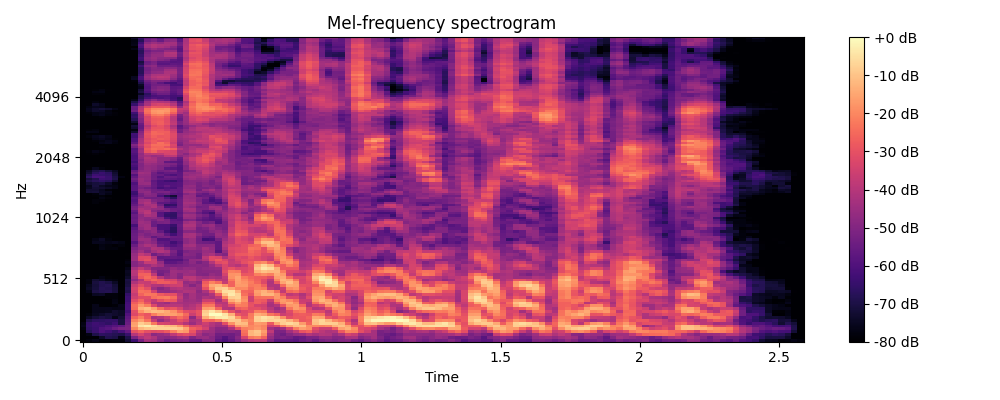 Mel-frequency spectrogram
+0 dB
-10 dB
-20 dB
-30 dB
-40 dB
-50 dB
-60 dB
-70 dB
-80 dB
Hz
4096
2048
1024
512
0
0 0.5 1 1.5 2 2.5
Time